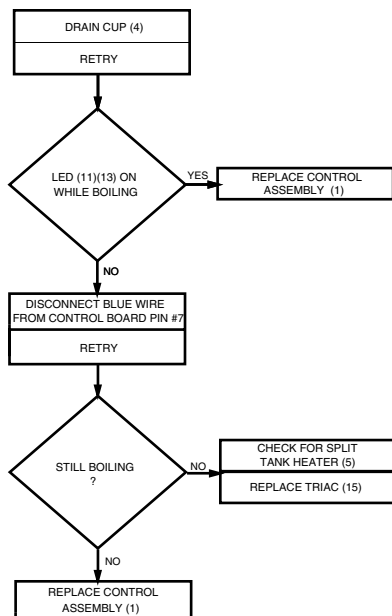 DRAIN CUP (4)
RETRY
LED (11)(13) ON
WHILE BOILING
YES
REPLACE CONTROL
ASSEMBLY (1)
NO
DISCONNECT BLUE WIRE
FROM CONTROL BOARD PIN #7
RETRY
STILL BOILING
?
NO
CHECK FOR SPLIT
TANK HEATER (5)
REPLACE TRIAC (15)
NO
REPLACE CONTROL
ASSEMBLY (1)